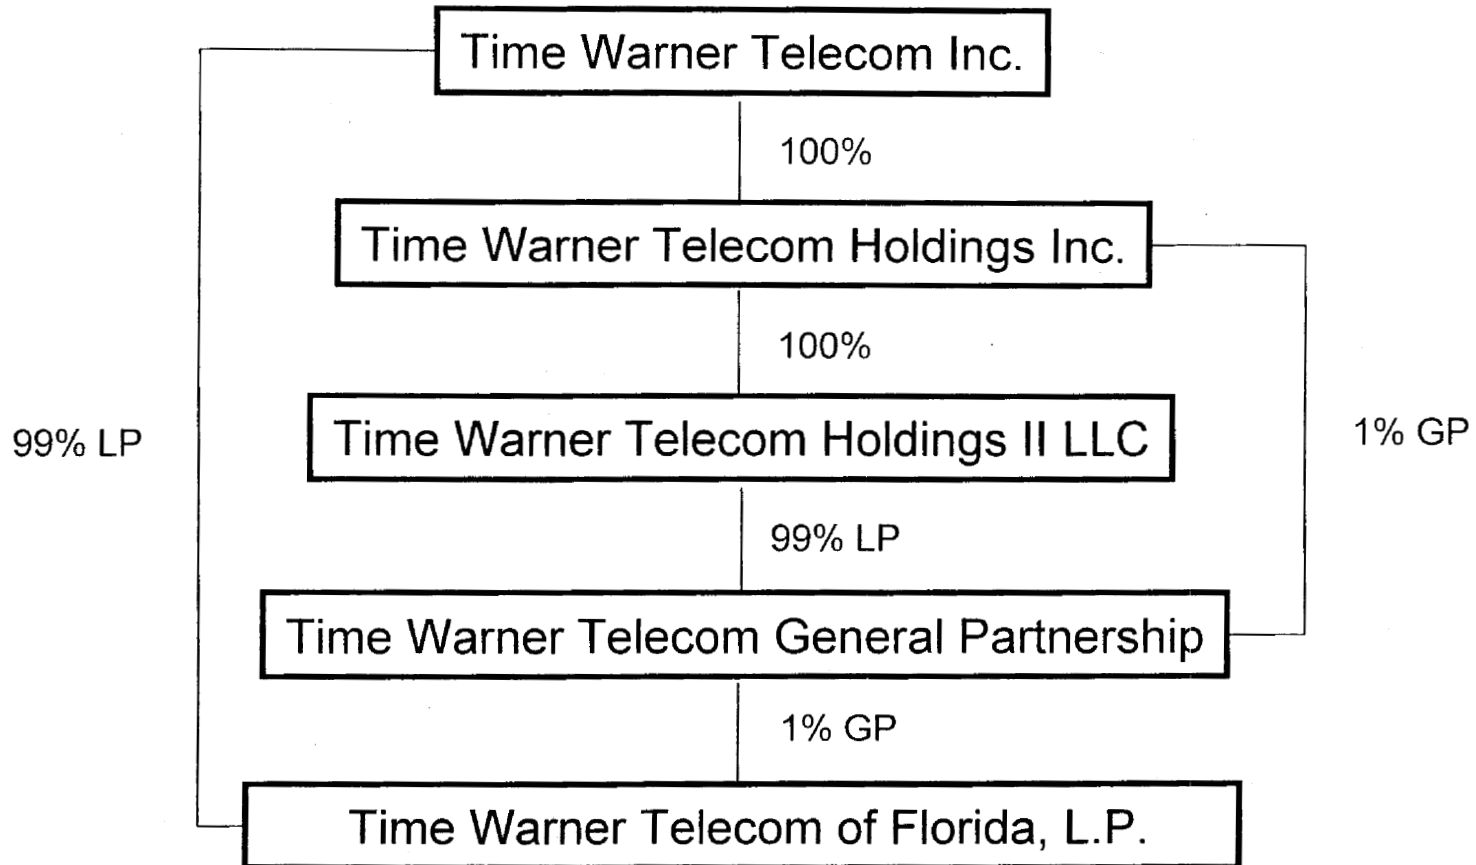 Time Warner Telecom Inc.
100%
Time Warner Telecom Holdings Inc.
100%
99% LP
Time Warner Telecom Holdings II LLC
1% GP
99% LP
Time Warner Telecom General Partnership
1% GP
Time Warner Telecom of Florida, L.P.